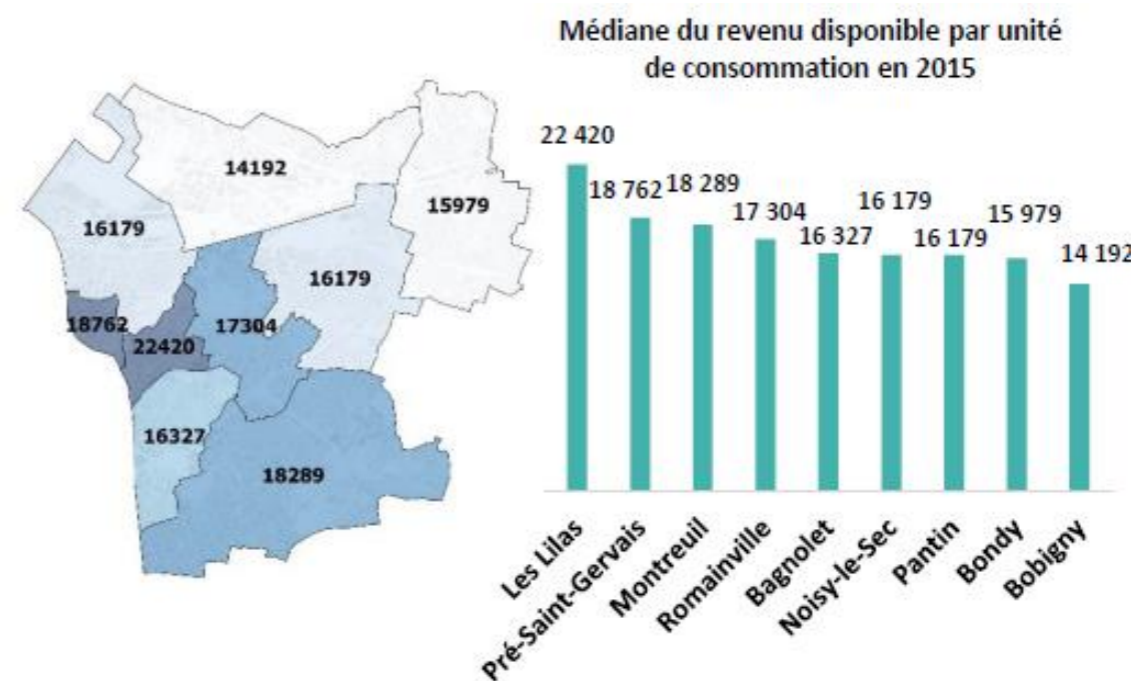 Médiane du revenu disponible par unité
de consommation en 2015
14192
15979
16179
16179
18762
22420
17304
16327
18289
22 420
18 762
18 289
17 304
16 327
16 179
16 179
15 979
14 192
Les Lilas
Pré-Saint-Gervais
Montreuil
Romainville
Bagnolet
Noisy-le-Sec
Pantin
Bondy
Bobigny